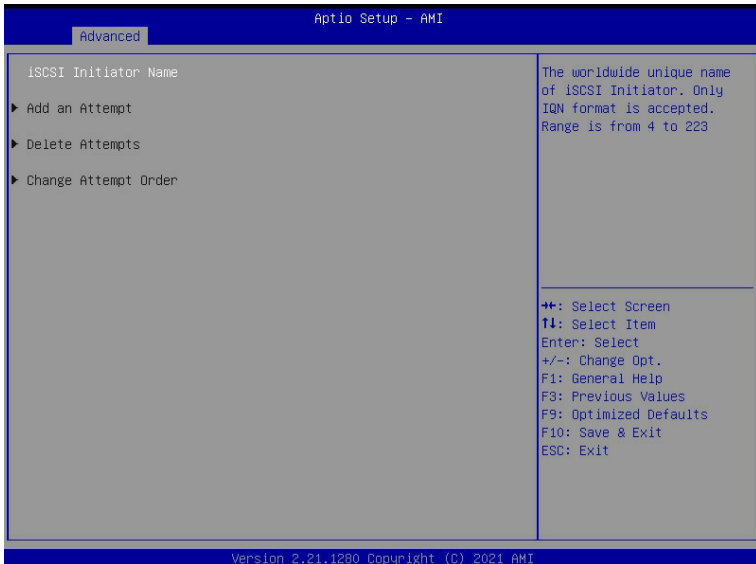 Aptio Setup – AMI
Advanced
iSCSI Initiator Name
Add an Attempt
Delete Attempts
Change Attempt Order
The worldwide unique name
of iSCSI Initiator. Only
IQN format is accepted.
Range is from 4 to 223
→←: Select Screen
↑↓: Select Item
Enter: Select
+/-: Change Opt.
F1: General Help
F3: Previous Values
F9: Optimized Defaults
F10: Save & Exit
ESC: Exit
Version 2.21.1280 Copyright (C) 2021 AMI